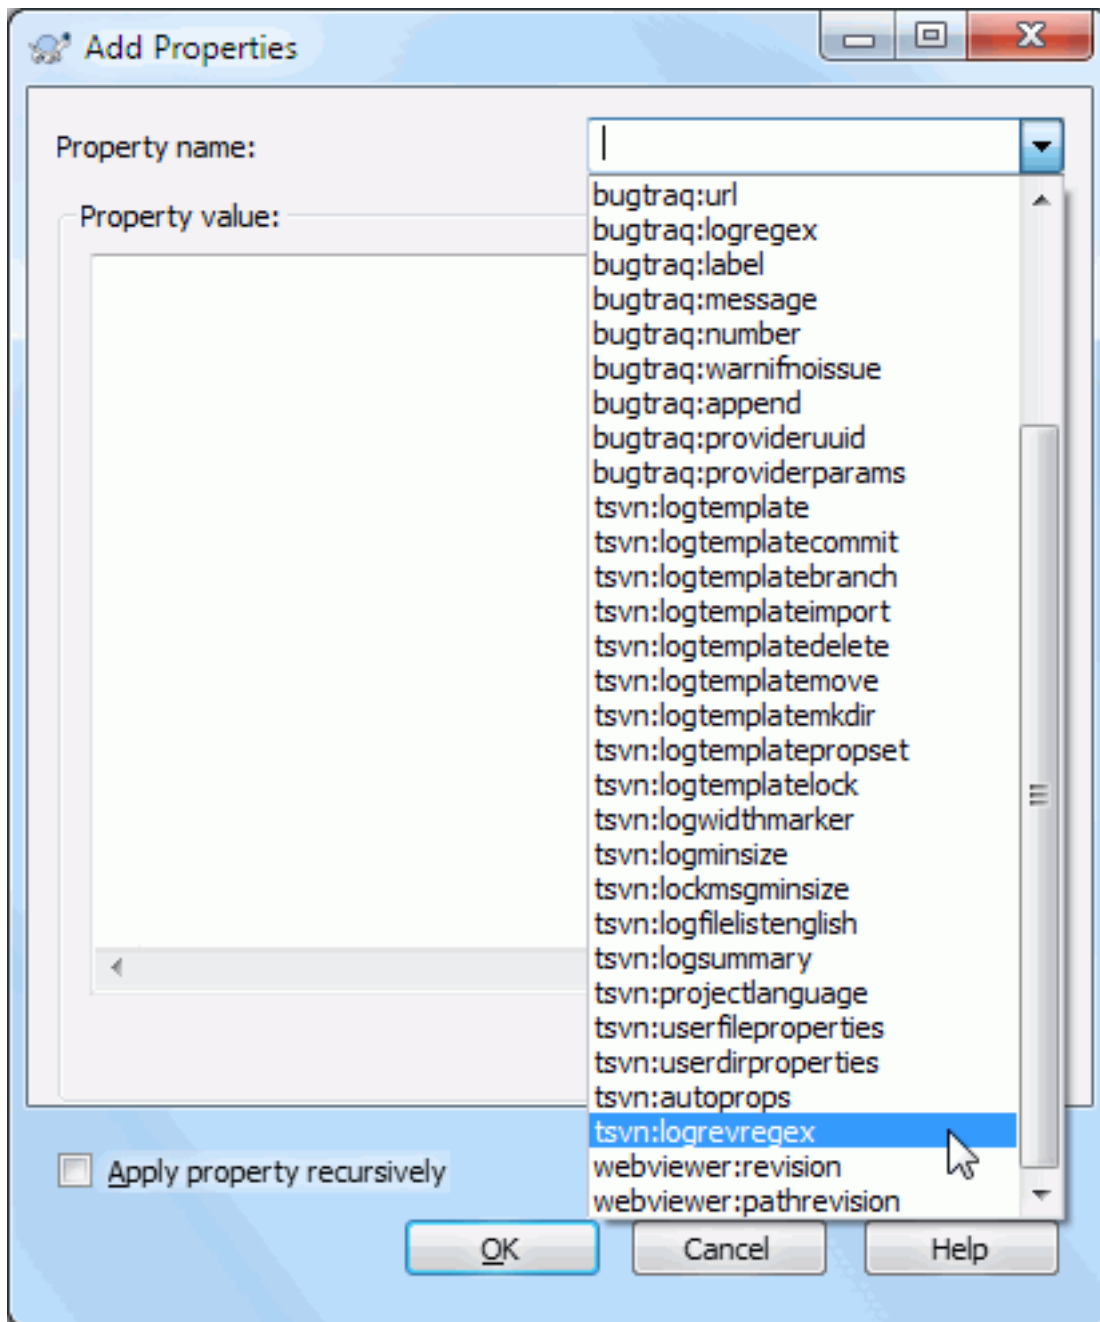 Add Properties
Property name:
Property value:
bugtraq:url
bugtraq:logregex
bugtraq:label
bugtraq:message
bugtraq:number
bugtraq:warnifnoissue
bugtraq:append
bugtraq:provideruuid
bugtraq:providerparams
tsvn:logtemplate
tsvn:logtemplatecommit
tsvn:logtemplatebranch
tsvn:logtemplateimport
tsvn:logtemplatedelete
tsvn:logtemplatemove
tsvn:logtemplatemkdir
tsvn:logtemplatepropset
tsvn:logtemplatelock
tsvn:logwidthmarker
tsvn:logminsize
tsvn:lockmsgminsize
tsvn:logfilelistenglish
tsvn:logsummary
tsvn:projectlanguage
tsvn:userfileproperties
tsvn:userdirproperties
tsvn:autoprops
tsvn:logrevregex
webviewer:revision
webviewer:pathrevision
Apply property recursively
OK Cancel Help